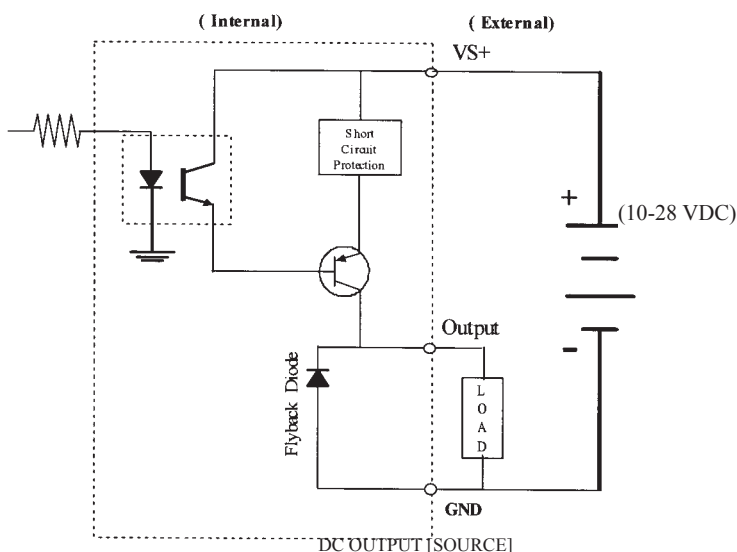 ( Internal)
( External)
VS+
Short
Circuit
Protection
+
(10-28 VDC)
Output
-
Flyback Diode
L
O
A
D
GND
DC OUTPUT [SOURCE]